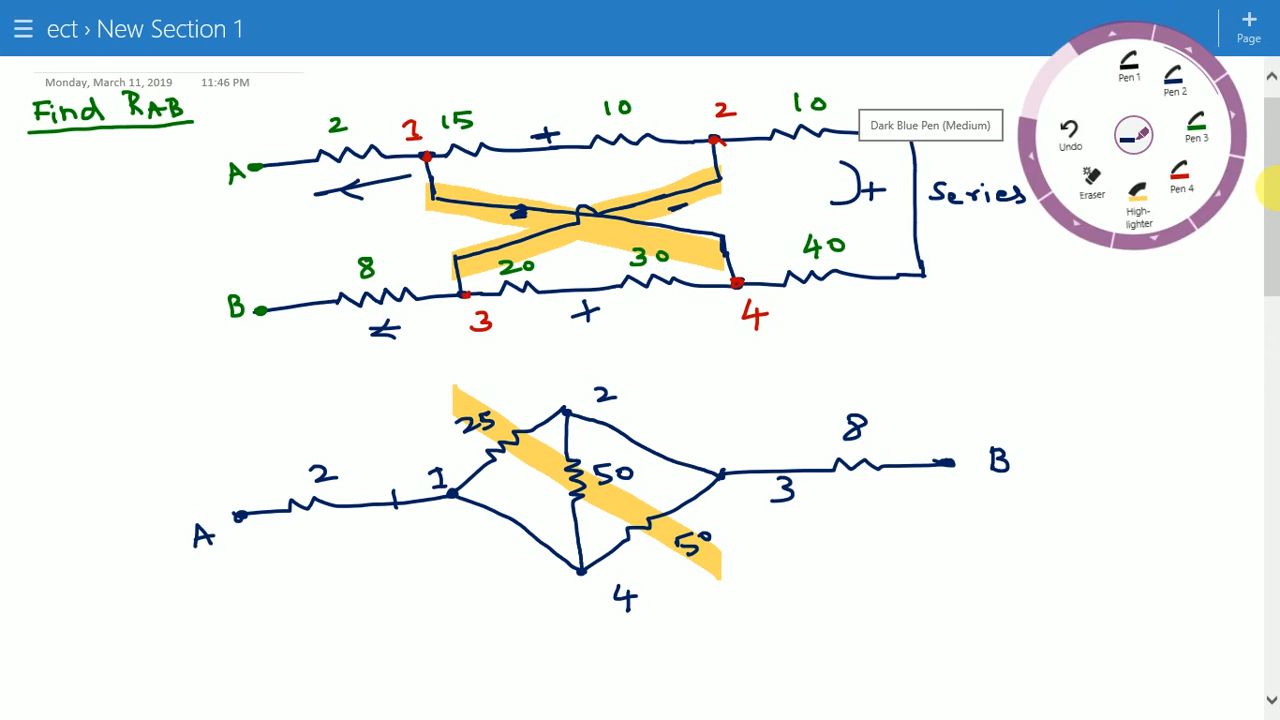 ect › New Section 1
Page
Monday, March 11, 2019 11:46 PM
Find RAB
Pen 1
Pen 2
Undo
Pen 3
Eraser
High-lighter
Pen 4
Dark Blue Pen (Medium)
2 1 15 + 10 2 10
A
+ Series
-
8 20 30 40
B
3 + 4
2
25
8
2 1 50 B
3
A
50
4